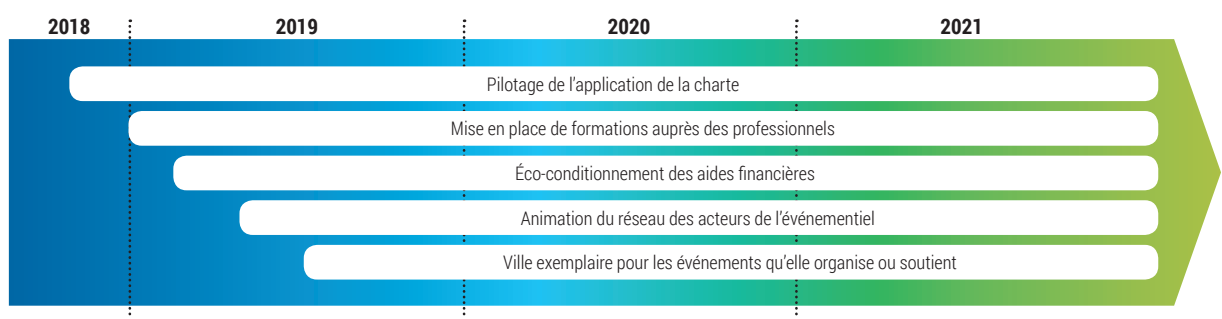 2018 2019 2020 2021
Pilotage de l'application de la charte
Mise en place de formations auprès des professionnels
Éco-conditionnement des aides financières
Animation du réseau des acteurs de l'événementiel
Ville exemplaire pour les événements qu'elle organise ou soutient